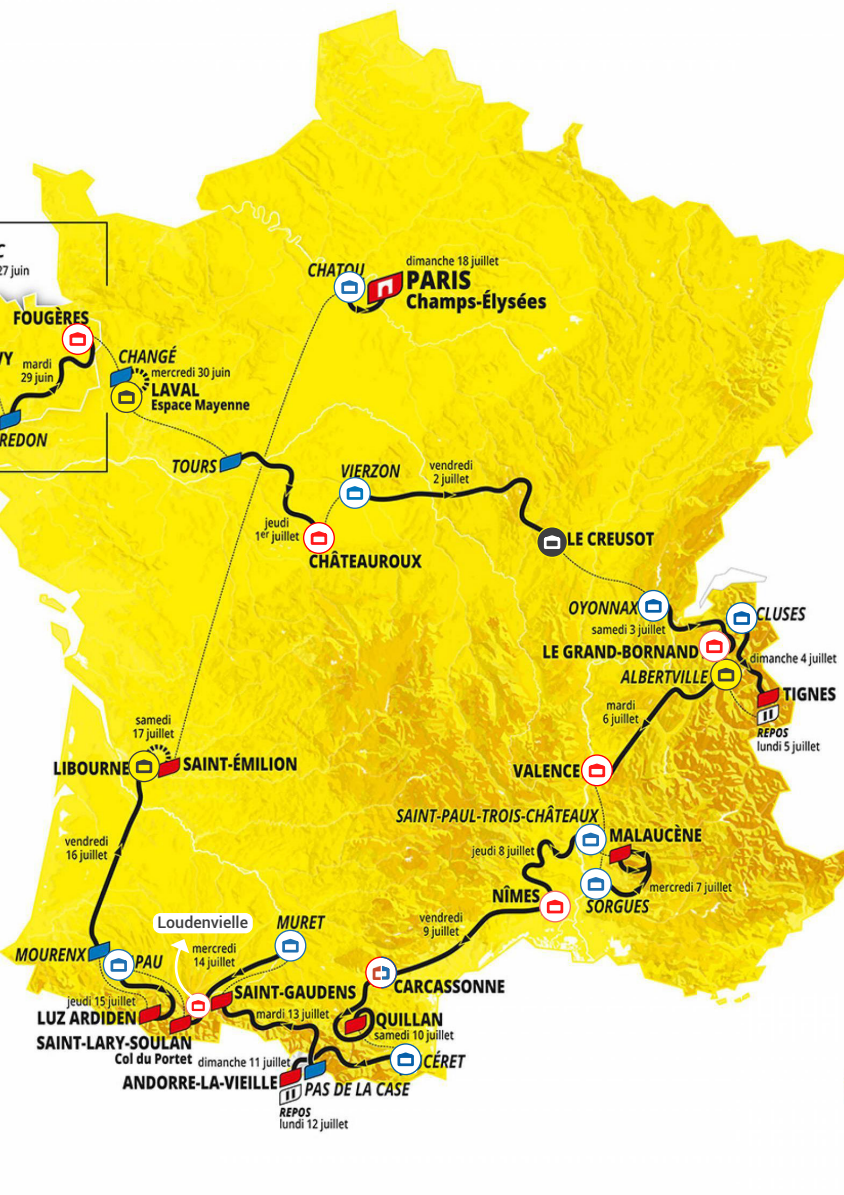 C
27 juin
CHATOU
dimanche 18 juillet
PARIS
Champs-Élysées
FOUGÈRES
VY
mardi
29 juin
REDON
CHANGÉ
mercredi 30 juin
LAVAL
Espace Mayenne
TOURS
jeudi
1er juillet
CHÂTEAUROUX
VIERZON
vendredi
2 juillet
LE CREUSOT
OYONNAX
samedi 3 juillet
CLUSES
LE GRAND-BORNAND
dimanche 4 juillet
ALBERTVILLE
TIGNES
REPOS
lundi 5 juillet
mardi
6 juillet
VALENCE
samedi
17 juillet
LIBOURNE
SAINT-ÉMILION
SAINT-PAUL-TROIS-CHÂTEAUX
MALAUCÈNE
jeudi 8 juillet
mercredi 7 juillet
SORGUES
NÎMES
vendredi
16 juillet
vendredi
9 juillet
Loudenvielle
MURET
MOURENX
PAU
mercredi
14 juillet
CARCASSONNE
jeudi 15 juillet
SAINT-GAUDENS
LUZ ARDIDEN
mardi 13 juillet
QUILLAN
samedi 10 juillet
SAINT-LARY-SOULAN
Col du Portet
dimanche 11 juillet
CÉRET
ANDORRE-LA-VIEILLE
PAS DE LA CASE
REPOS
lundi 12 juillet